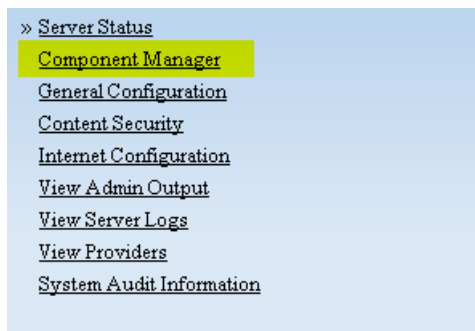 » Server Status
Component Manager
General Configuration
Content Security
Internet Configuration
View Admin Output
View Server Logs
View Providers
System Audit Information